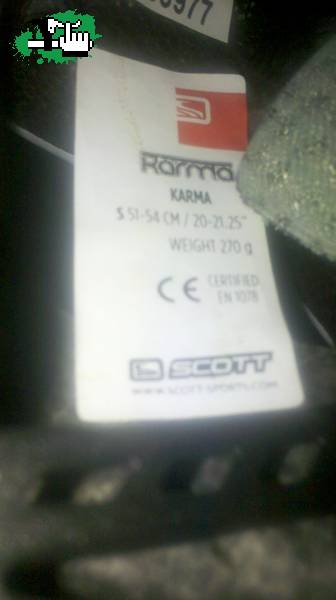 Karma
KARMA
S 51-54 CM / 20-21.25"
WEIGHT 270 g
CE CERTIFIED
EN 1078
SCOTT
WWW.SCOTT-SPORTS.COM